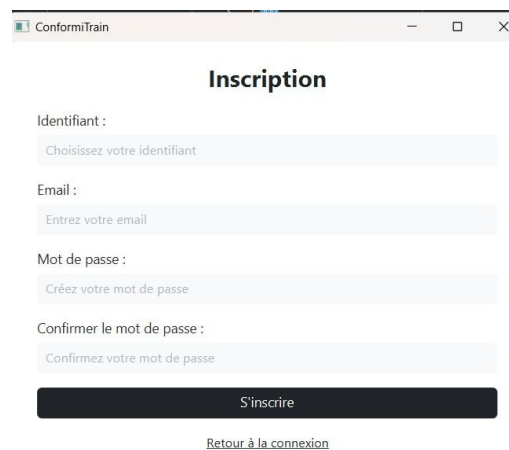 ConformiTrain
Inscription
Identifiant :
Choisissez votre identifiant
Email :
Entrez votre email
Mot de passe :
Créez votre mot de passe
Confirmer le mot de passe :
Confirmez votre mot de passe
S'inscrire
Retour à la connexion